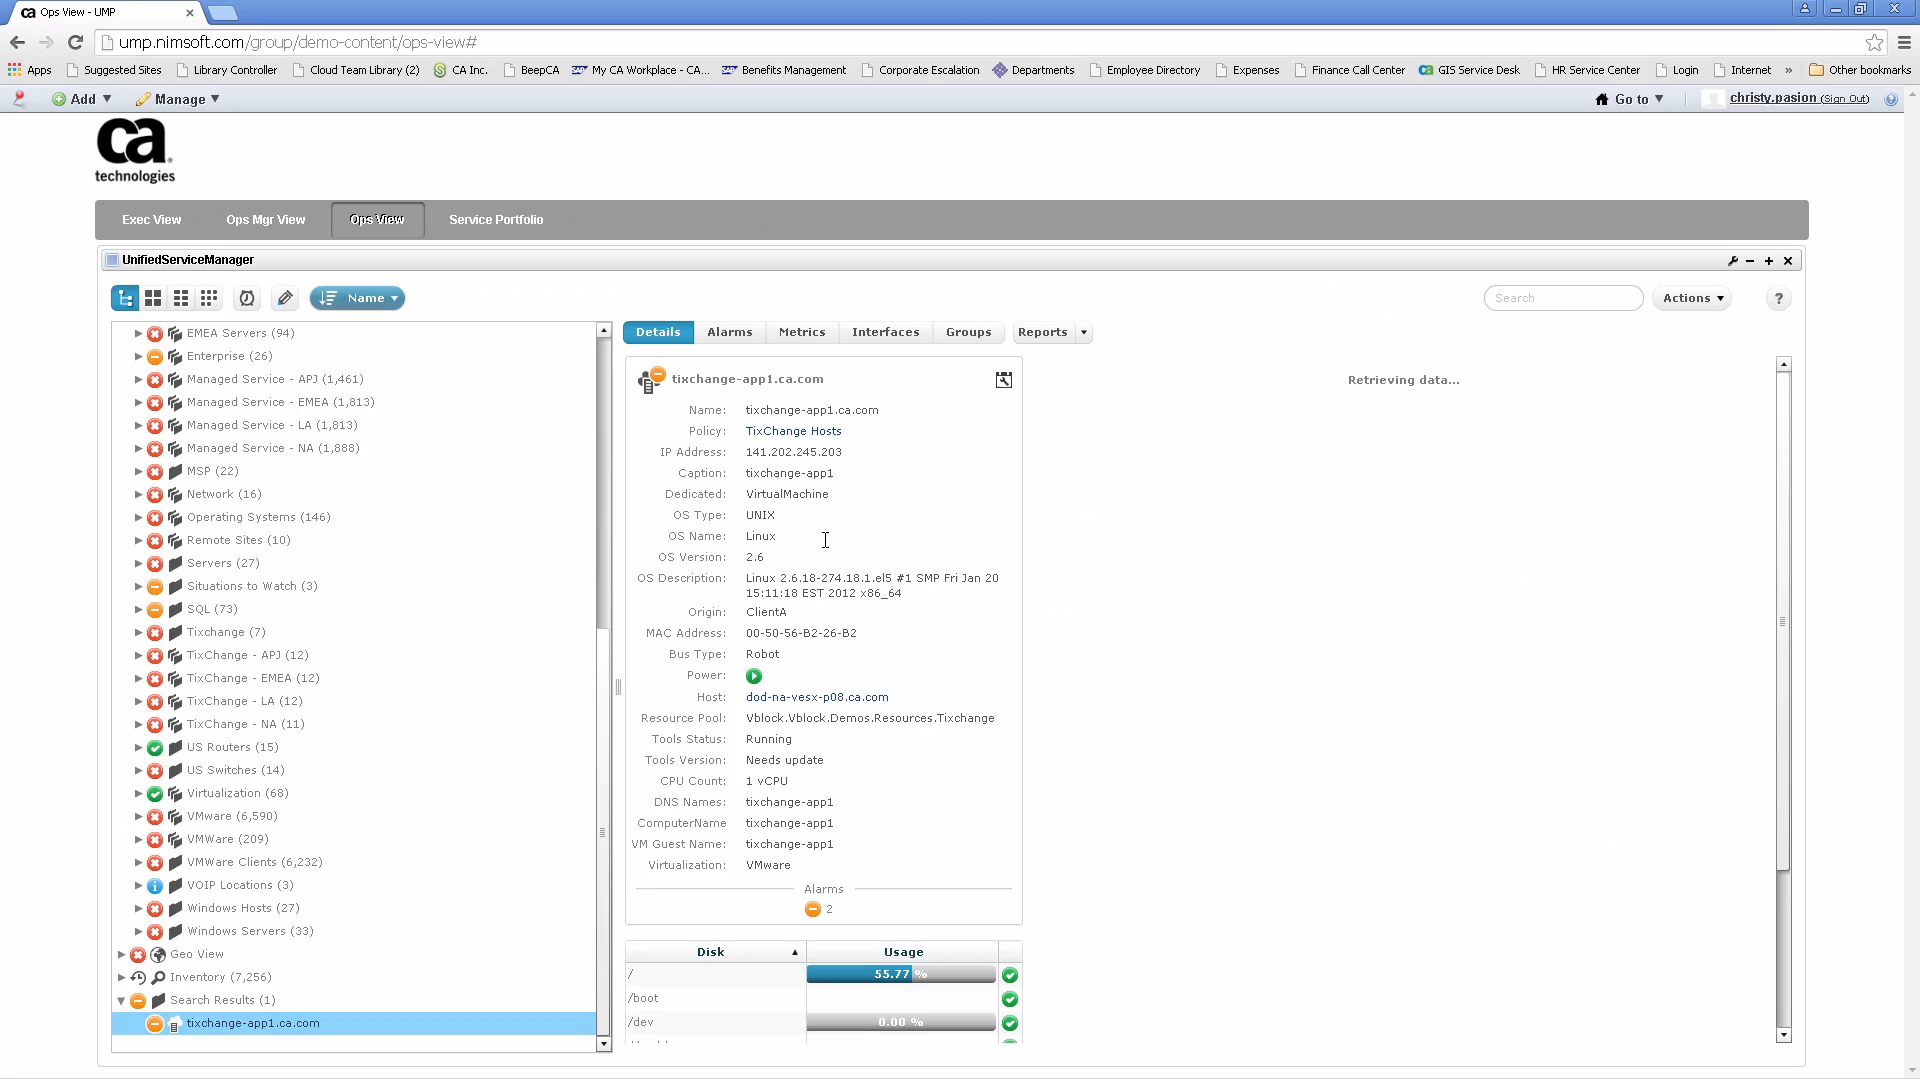 Ops View - UMP
ump.nimsoft.com/group/demo-content/ops-view#
Apps Suggested Sites Library Controller Cloud Team Library (2) CA Inc. BeepCA My CA Workplace - CA... Benefits Management Corporate Escalation Departments Employee Directory Expenses Finance Call Center GIS Service Desk HR Service Center Login Internet » Other bookmarks
Add Manage Go to christy.pasion (Sign Out)
ca
technologies
Exec View Ops Mgr View Ops View Service Portfolio
UnifiedServiceManager
Name Search Actions ?
Details Alarms Metrics Interfaces Groups Reports
EMEA Servers (94)
Enterprise (26)
Managed Service - APJ (1,461)
Managed Service - EMEA (1,813)
Managed Service - LA (1,813)
Managed Service - NA (1,888)
MSP (22)
Network (16)
Operating Systems (146)
Remote Sites (10)
Servers (27)
Situations to Watch (3)
SQL (73)
Tixchange (7)
TixChange - APJ (12)
TixChange - EMEA (12)
TixChange - LA (12)
TixChange - NA (11)
US Routers (15)
US Switches (14)
Virtualization (68)
VMware (6,590)
VMWare (209)
VMWare Clients (6,232)
VOIP Locations (3)
Windows Hosts (27)
Windows Servers (33)
Geo View
Inventory (7,256)
Search Results (1)
tixchange-app1.ca.com
tixchange-app1.ca.com
Name: tixchange-app1.ca.com
Policy: TixChange Hosts
IP Address: 141.202.245.203
Caption: tixchange-app1
Dedicated: VirtualMachine
OS Type: UNIX
OS Name: Linux
OS Version: 2.6
OS Description: Linux 2.6.18-274.18.1.el5 #1 SMP Fri Jan 20
15:11:18 EST 2012 x86_64
Origin: ClientA
MAC Address: 00-50-56-B2-26-B2
Bus Type: Robot
Power:
Host: dod-na-vesx-p08.ca.com
Resource Pool: Vblock.Vblock.Demos.Resources.Tixchange
Tools Status: Running
Tools Version: Needs update
CPU Count: 1 vCPU
DNS Names: tixchange-app1
ComputerName tixchange-app1
VM Guest Name: tixchange-app1
Virtualization: VMware
Alarms
2
Disk Usage
/ 55.77 %
/boot
/dev 0.00 %
Retrieving data...